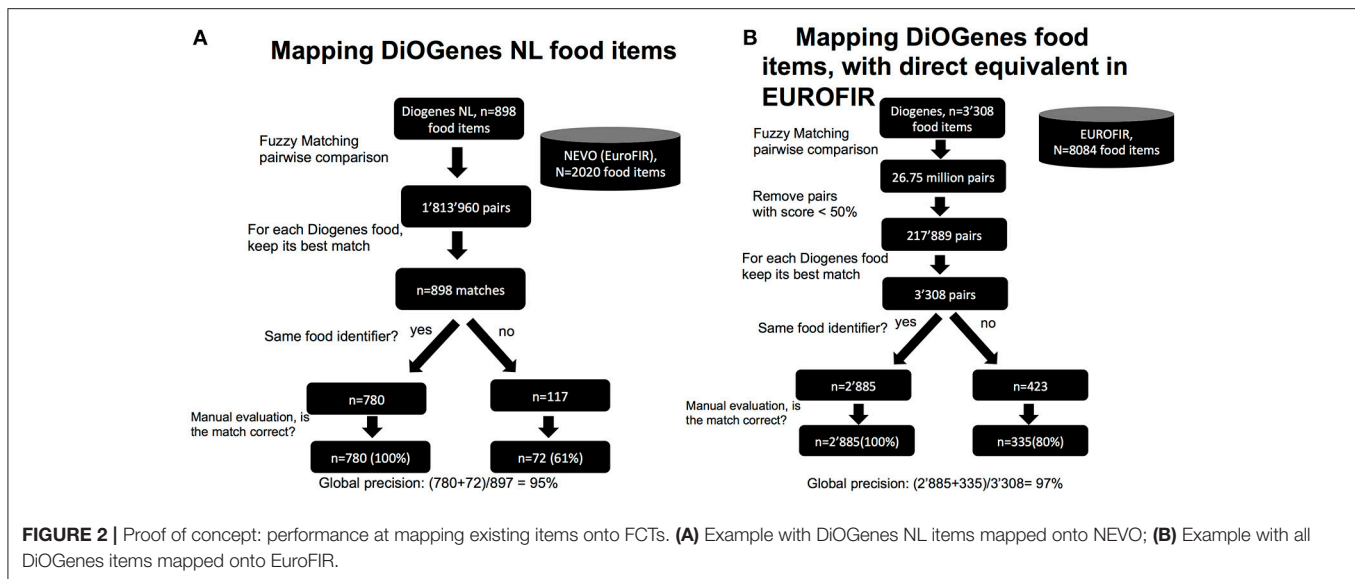 A
Mapping DiOGenes NL food items
Diogenes NL, n=898
food items
Fuzzy Matching
pairwise comparison
NEVO (EuroFIR),
N=2020 food items
1'813'960 pairs
For each Diogenes food,
keep its best match
n=898 matches
Same food identifier?
yes
no
n=780
n=117
Manual evaluation, is
the match correct?
n=780 (100%)
n=72 (61%)
Global precision: (780+72)/897 = 95%
B
Mapping DiOGenes food
items, with direct equivalent in
EUROFIR
Diogenes, n=3'308
food items
Fuzzy Matching
pairwise comparison
EUROFIR,
N=8084 food items
26.75 million pairs
Remove pairs
with score < 50%
217'889 pairs
For each Diogenes food
keep its best match
3'308 pairs
Same food identifier?
yes
no
n=2'885
n=423
Manual evaluation, is
the match correct?
n=2'885(100%)
n=335(80%)
Global precision: (2'885+335)/3'308= 97%
FIGURE 2 | Proof of concept: performance at mapping existing items onto FCTs. (A) Example with DiOGenes NL items mapped onto NEVO; (B) Example with all
DiOGenes items mapped onto EuroFIR.